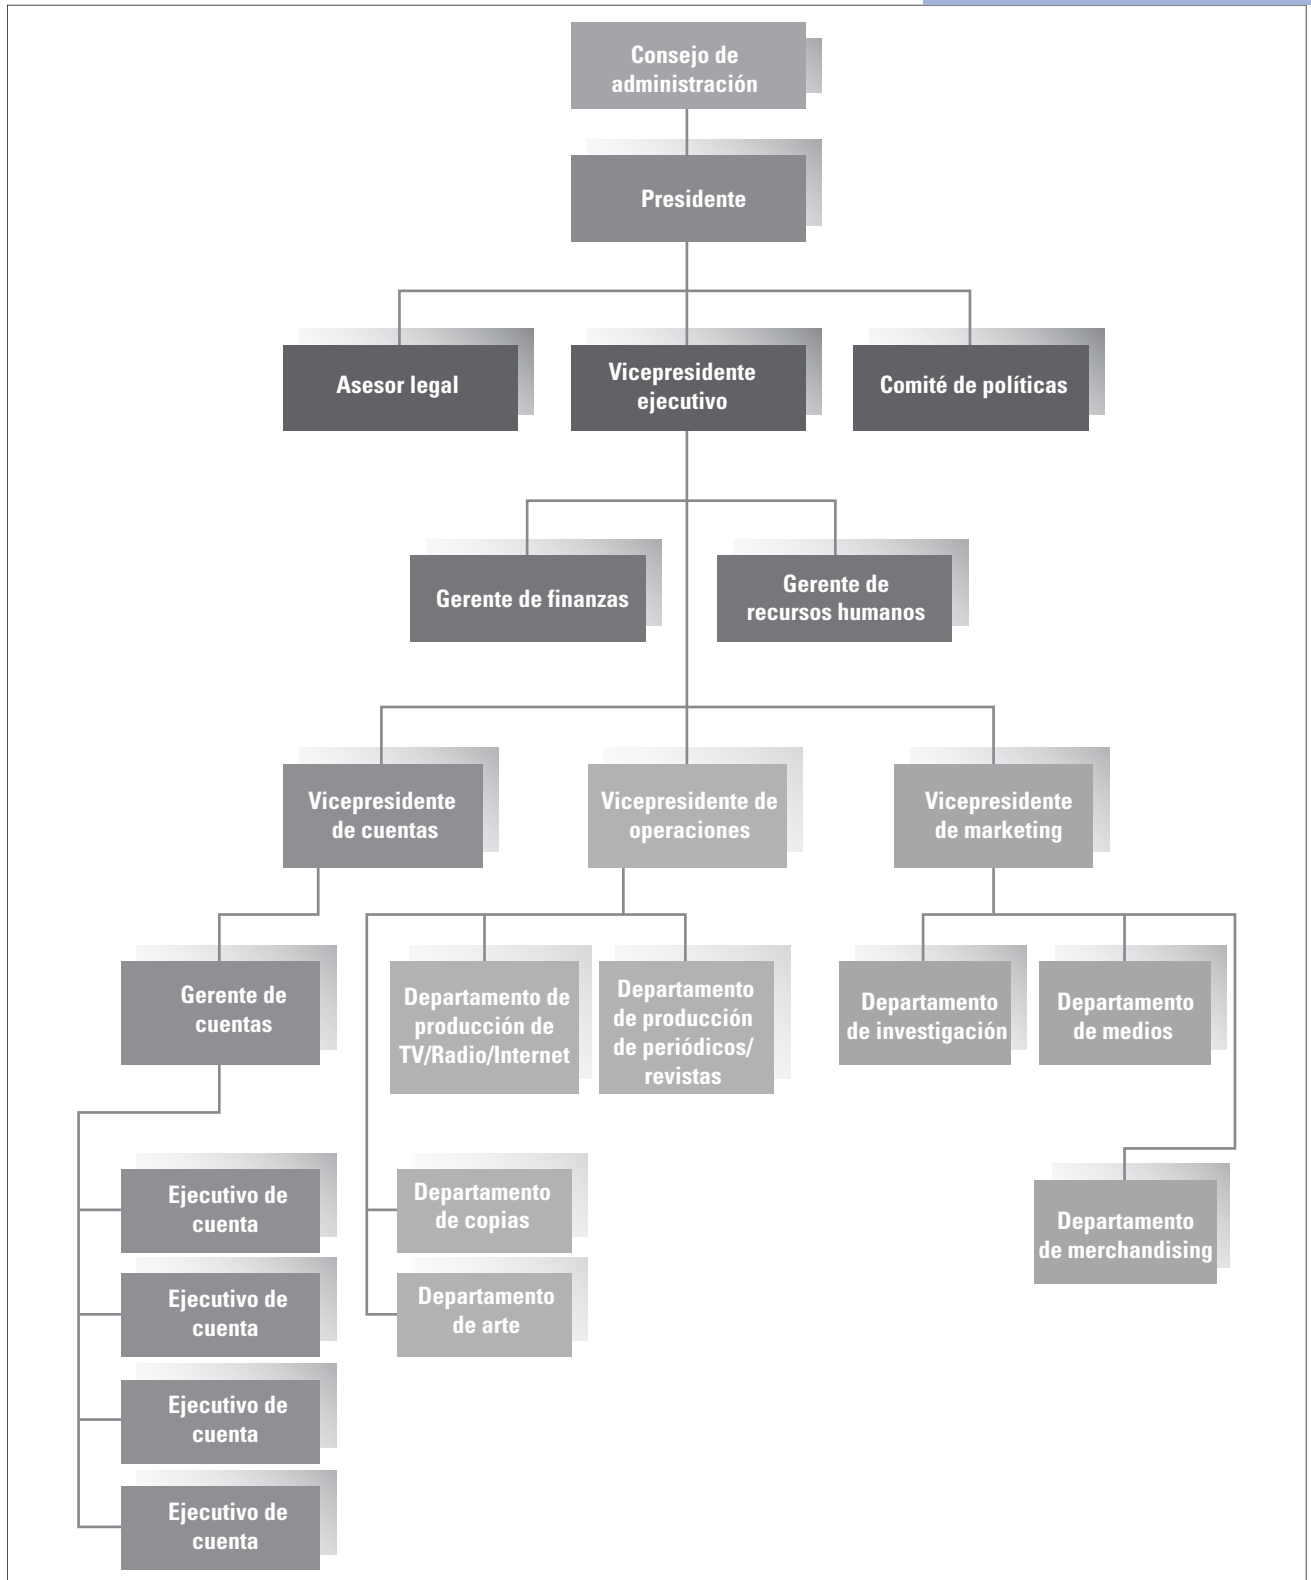 Consejo de
administración
Presidente
Asesor legal
Vicepresidente
ejecutivo
Comité de políticas
Gerente de finanzas
Gerente de
recursos humanos
Vicepresidente
de cuentas
Vicepresidente de
operaciones
Vicepresidente
de marketing
Gerente de
cuentas
Departamento de
producción de
TV/Radio/Internet
Departamento
de producción
de periódicos/
revistas
Departamento
de investigación
Departamento
de medios
Ejecutivo de
cuenta
Departamento
de copias
Departamento
de merchandising
Ejecutivo de
cuenta
Departamento
de arte
Ejecutivo de
cuenta
Ejecutivo de
cuenta